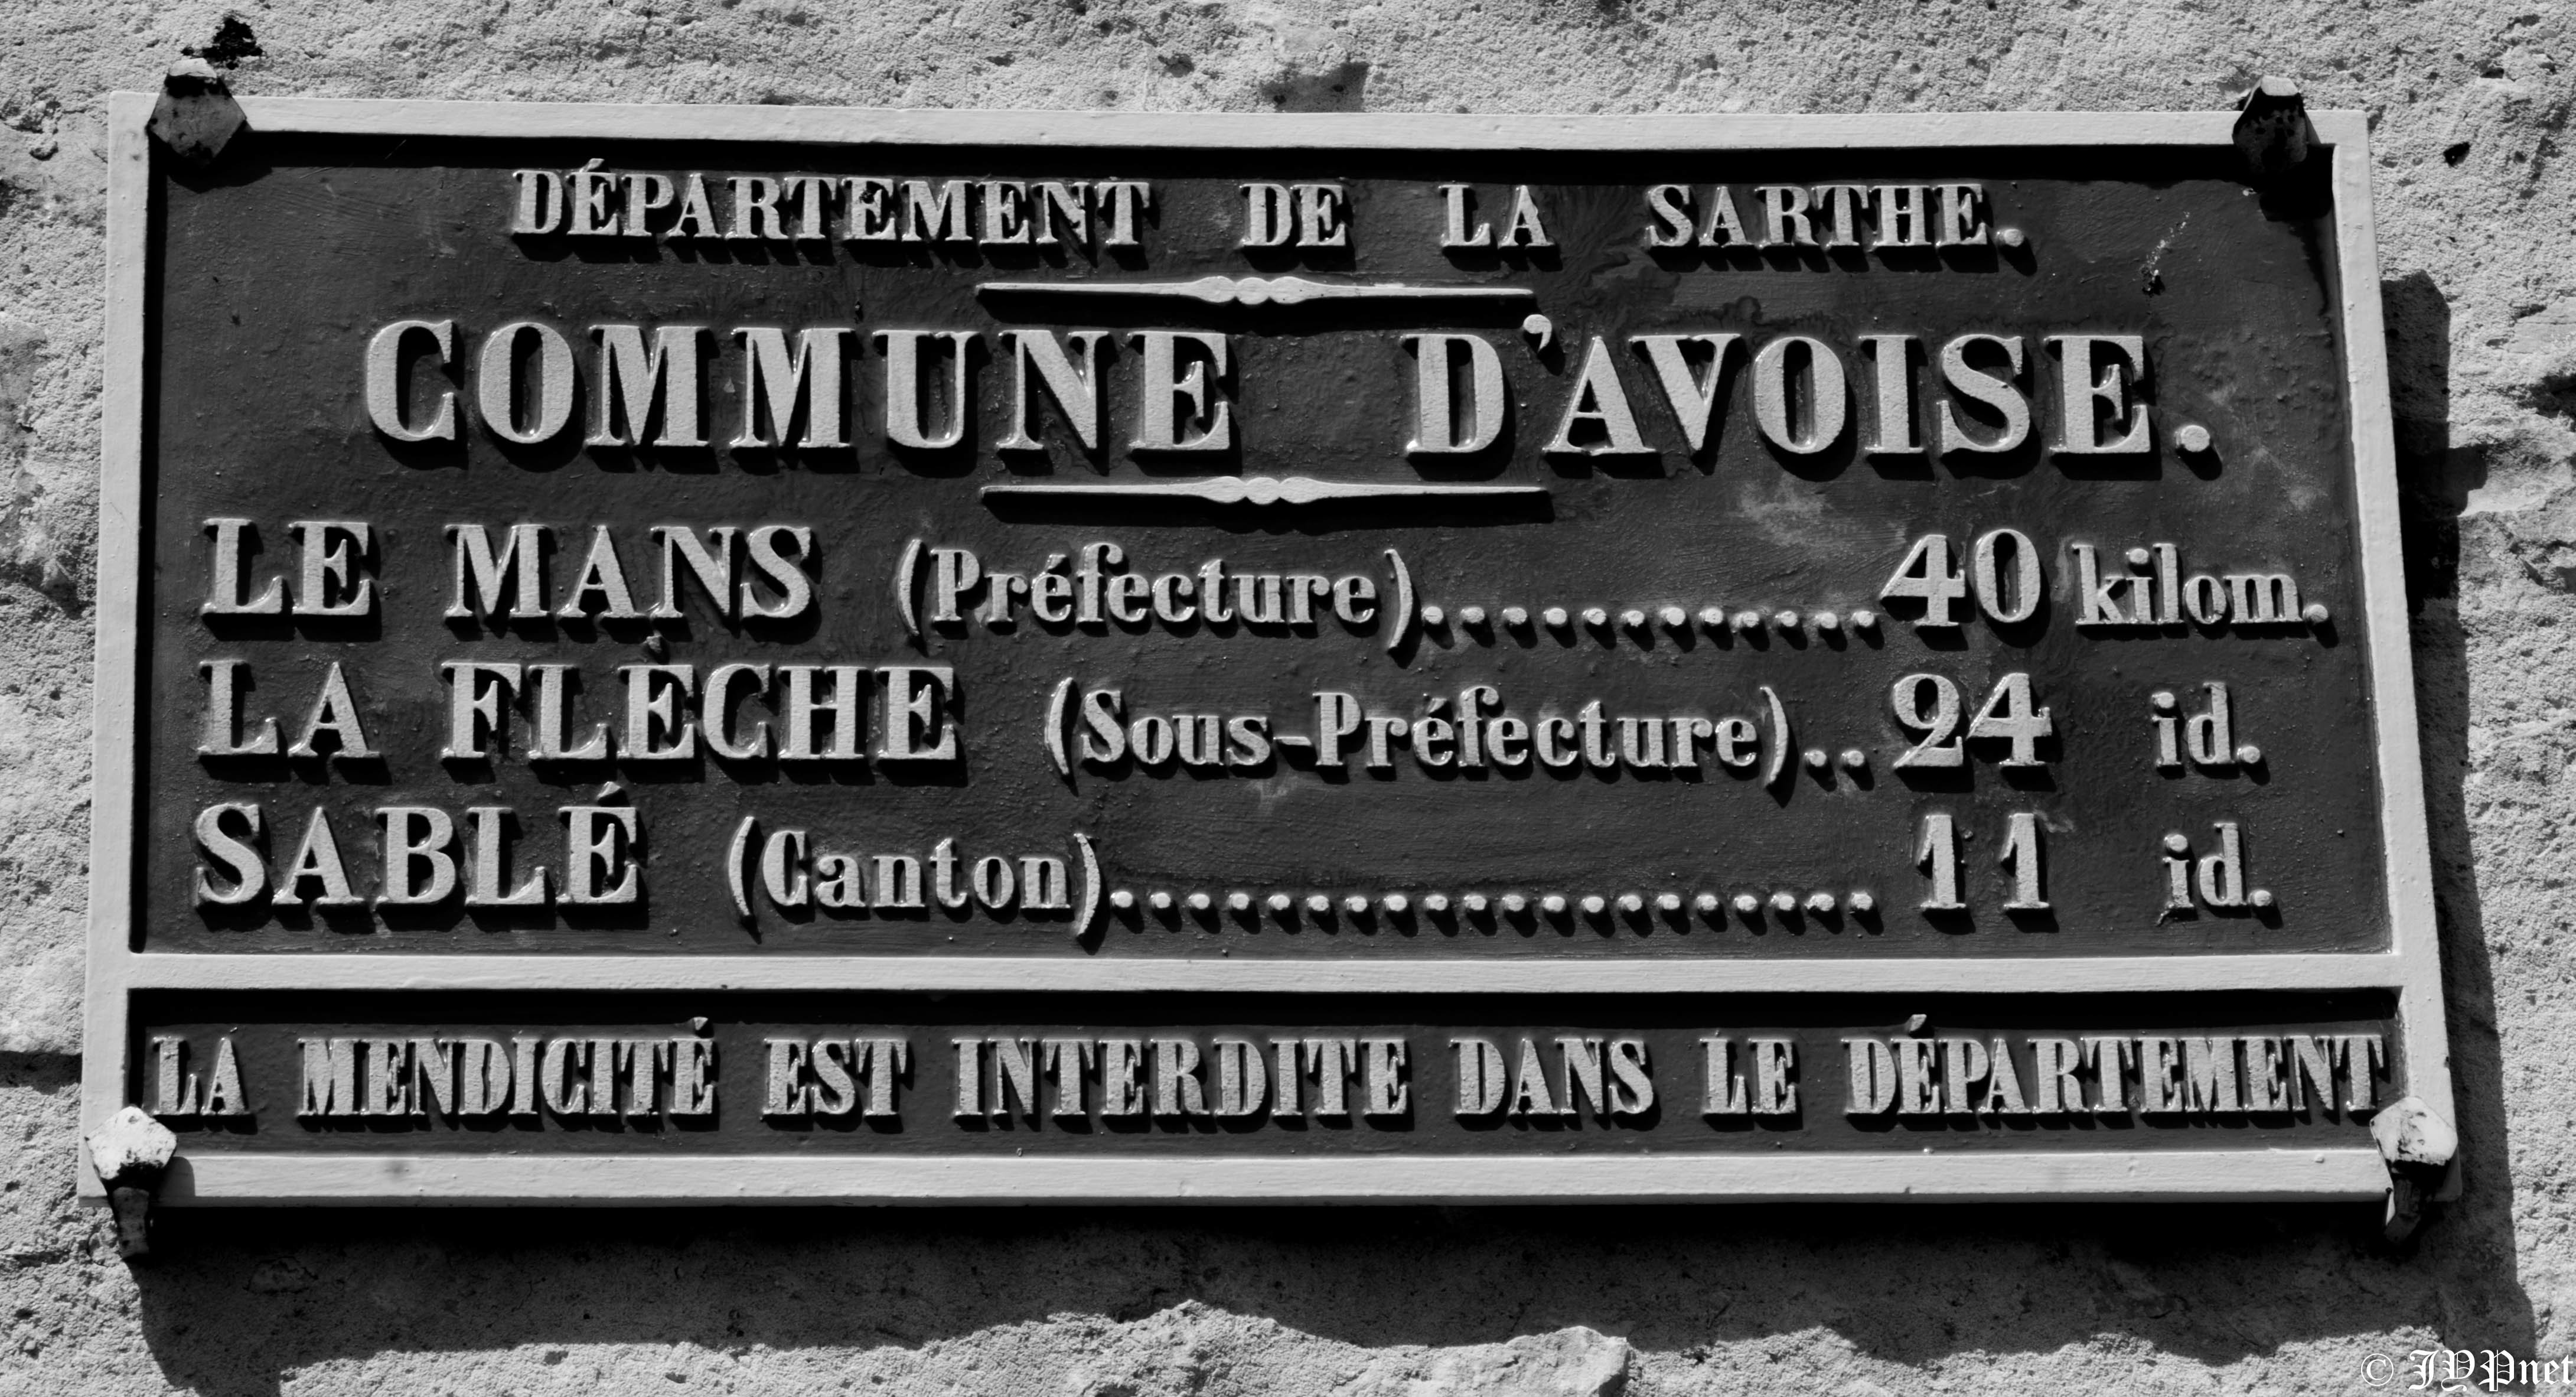 DÉPARTEMENT DE LA SARTHE.
COMMUNE D'AVOISE.
LE MANS (Préfecture)............40 kilom.
LA FLÈCHE (Sous-Préfecture)..24 id.
SABLÉ (Canton)....................11 id.
LA MENDICITÉ EST INTERDITE DANS LE DÉPARTEMENT
© JVPnet